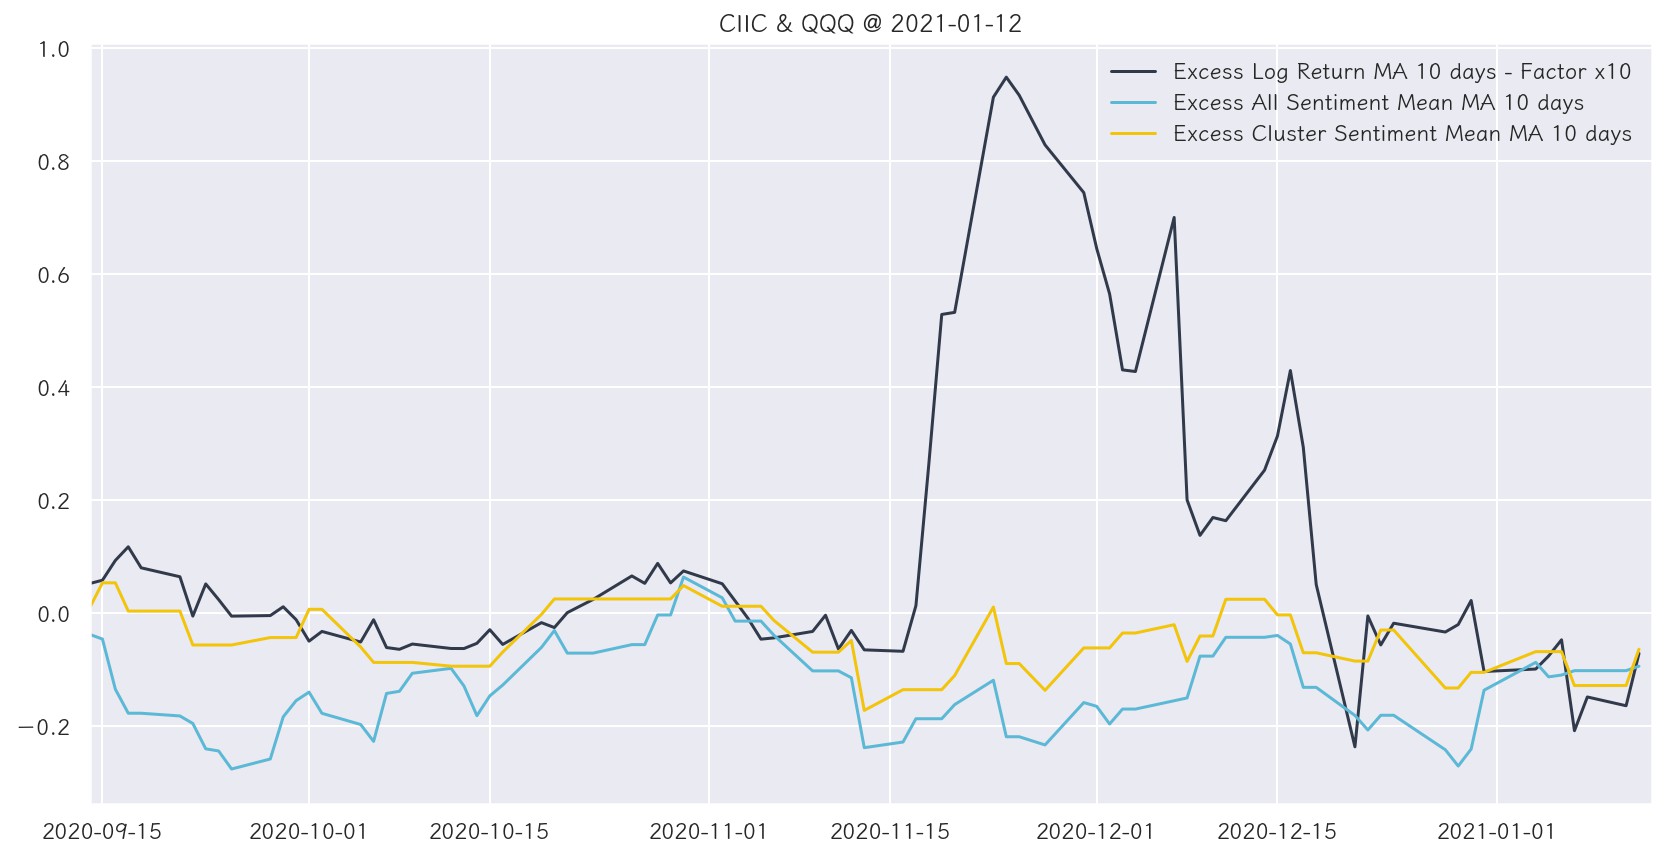 CIIC & QQQ @ 2021-01-12
1.0
0.8
0.6
0.4
0.2
0.0
−0.2
Excess Log Return MA 10 days - Factor x10
Excess All Sentiment Mean MA 10 days
Excess Cluster Sentiment Mean MA 10 days
2020-09-15 2020-10-01 2020-10-15 2020-11-01 2020-11-15 2020-12-01 2020-12-15 2021-01-01